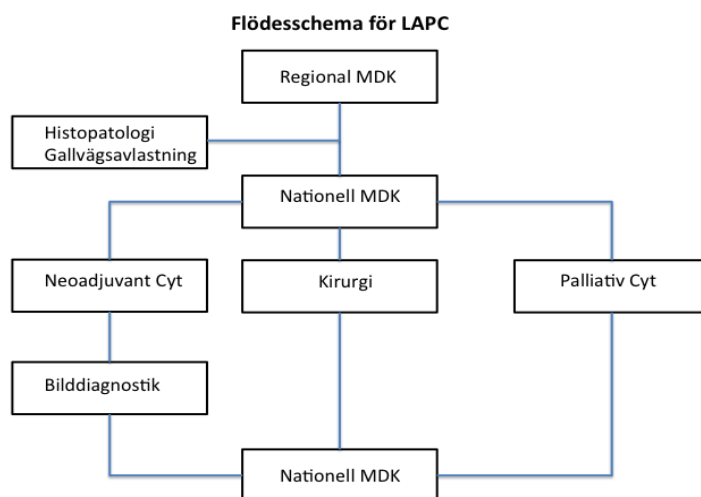 Flödesschema för LAPC
Regional MDK
Histopatologi
Gallvägsavlastning
Nationell MDK
Neoadjuvant Cyt
Kirurgi
Palliativ Cyt
Bilddiagnostik
Nationell MDK